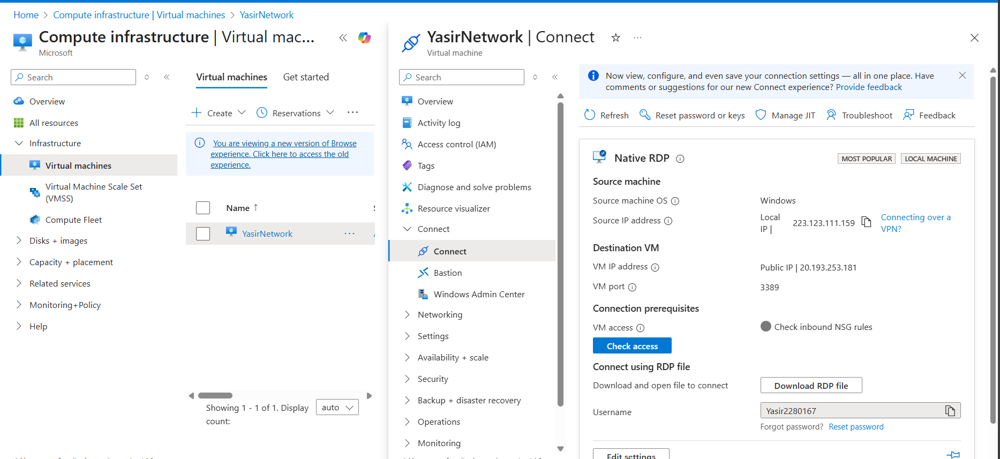 Home > Compute infrastructure | Virtual machines > YasirNetwork
Compute infrastructure | Virtual mac...
Microsoft
Search
Overview
All resources
Infrastructure
Virtual machines
Virtual Machine Scale Set
(VMSS)
Compute Fleet
Disks + images
Capacity + placement
Related services
Monitoring+Policy
Help
Virtual machines Get started
Create Reservations ...
You are viewing a new version of Browse
experience. Click here to access the old
experience.
Name ↑
YasirNetwork ...
Showing 1 - 1 of 1. Display
count:
auto
YasirNetwork | Connect ...
Virtual machine
Search
Overview
Activity log
Access control (IAM)
Tags
Diagnose and solve problems
Resource visualizer
Connect
Connect
Bastion
Windows Admin Center
Networking
Settings
Availability + scale
Security
Backup + disaster recovery
Operations
Monitoring
Now view, configure, and even save your connection settings — all in one place. Have
comments or suggestions for our new Connect experience? Provide feedback
Refresh Reset password or keys Manage JIT Troubleshoot Feedback
Native RDP MOST POPULAR LOCAL MACHINE
Source machine
Source machine OS Windows
Source IP address Local
IP | 223.123.111.159 Connecting over a
VPN?
Destination VM
VM IP address Public IP | 20.193.253.181
VM port 3389
Connection prerequisites
VM access Check inbound NSG rules
Check access
Connect using RDP file
Download and open file to connect Download RDP file
Username Yasir2280167
Forgot password? Reset password
Edit settings